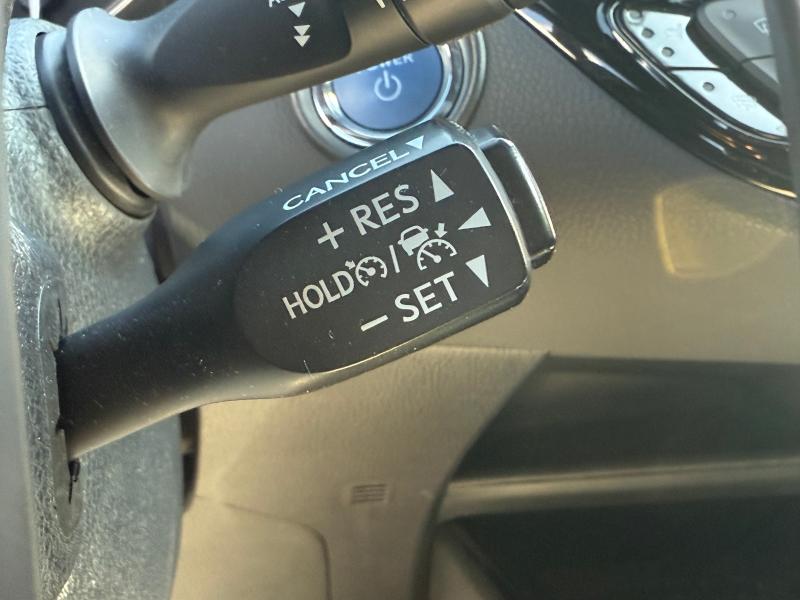 POWER
CANCEL
+ RES
HOLD /
- SET